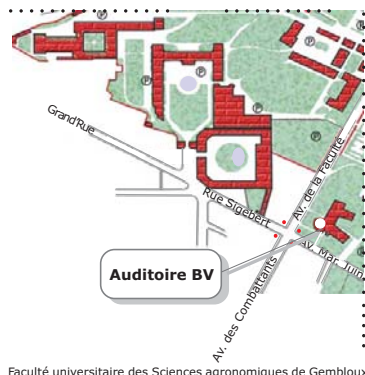 P
P
P
P
P
Grand'Rue
Rue Sigebert
Av. de la Faculté
Auditoire BV
Av. Mar. Juin
Av. des Combattants
Faculté universitaire des Sciences agronomiques de Gembloux